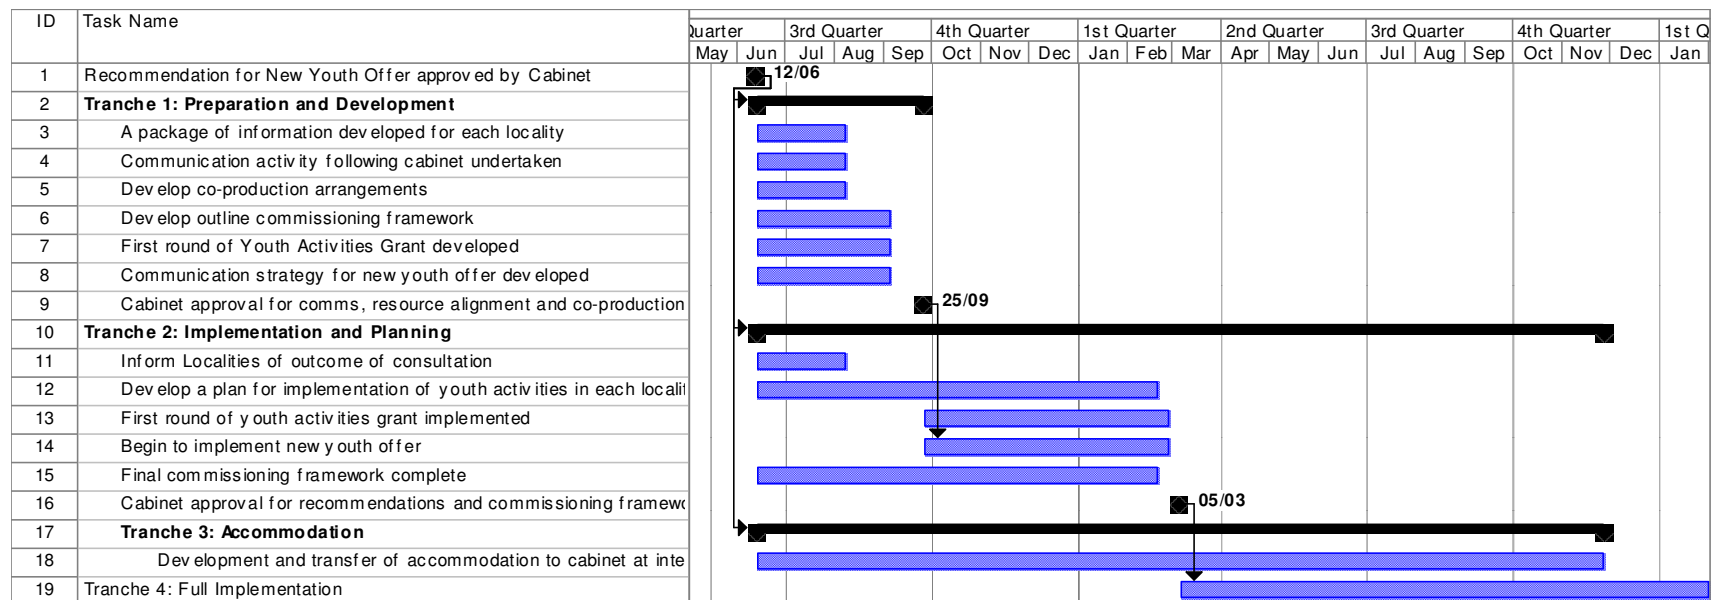 ID Task Name
Quarter 3rd Quarter 4th Quarter 1st Quarter 2nd Quarter 3rd Quarter 4th Quarter 1st Q
May Jun Jul Aug Sep Oct Nov Dec Jan Feb Mar Apr May Jun Jul Aug Sep Oct Nov Dec Jan
1 Recommendation for New Youth Offer approved by Cabinet 12/06
2 Tranche 1: Preparation and Development
3 A package of information developed for each locality
4 Communication activity following cabinet undertaken
5 Develop co-production arrangements
6 Develop outline commissioning framework
7 First round of Youth Activities Grant developed
8 Communication strategy for new youth offer developed
9 Cabinet approval for comms, resource alignment and co-production 25/09
10 Tranche 2: Implementation and Planning
11 Inform Localities of outcome of consultation
12 Develop a plan for implementation of youth activities in each localit
13 First round of youth activities grant implemented
14 Begin to implement new youth offer
15 Final commissioning framework complete
16 Cabinet approval for recommendations and commissioning framewo 05/03
17 Tranche 3: Accommodation
18 Development and transfer of accommodation to cabinet at inte
19 Tranche 4: Full Implementation